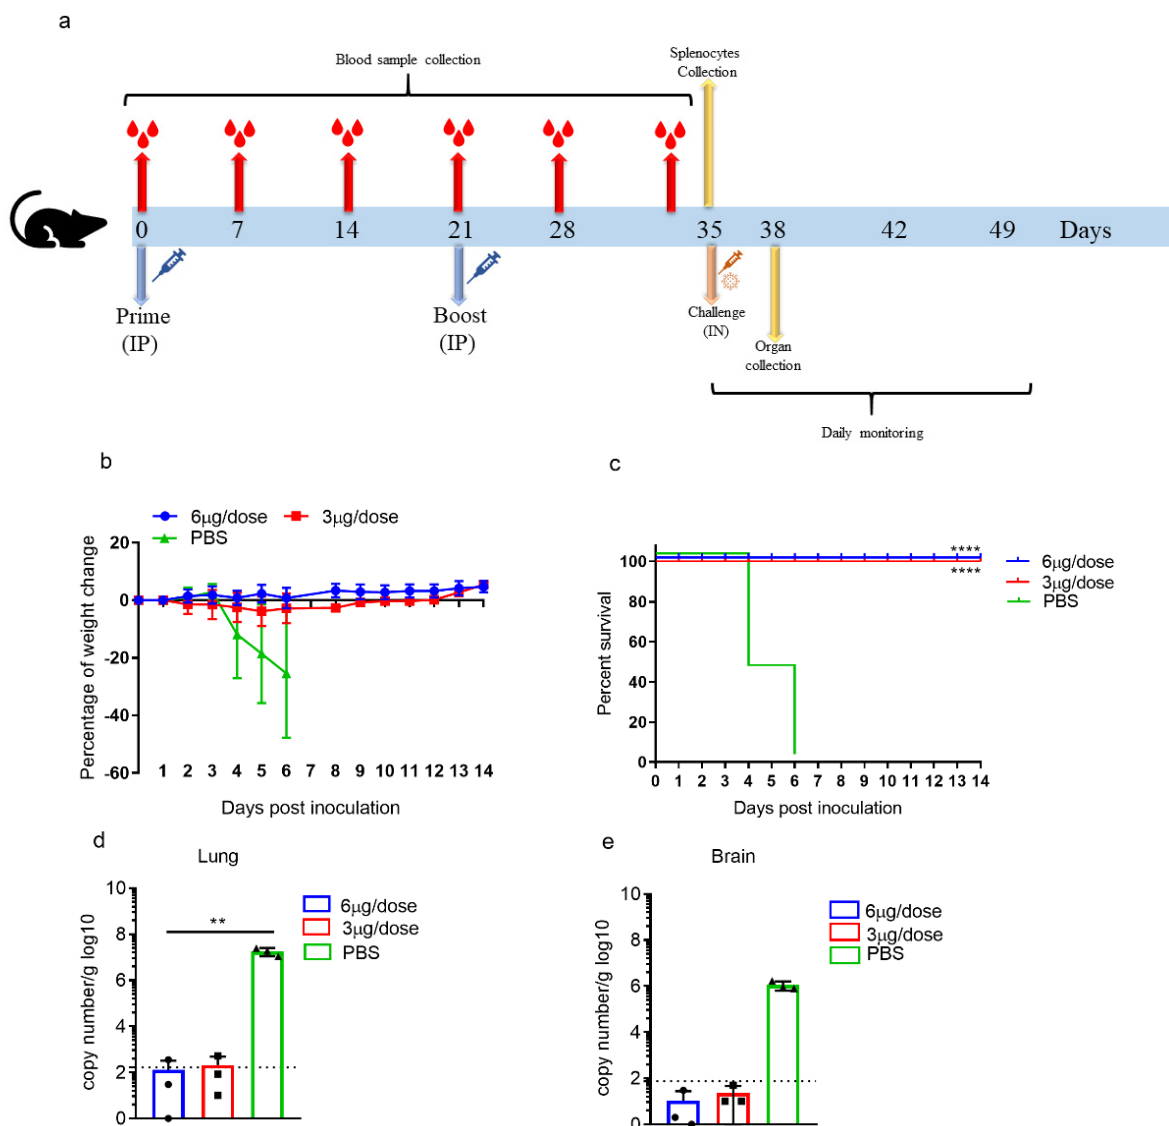 a
Blood sample collection
Splenocytes
Collection
0 7 14 21 28 35 38 42 49 Days
Prime
(IP)
Boost
(IP)
Challenge
(IN)
Organ
collection
Daily monitoring
b
6μg/dose 3μg/dose
PBS
Percentage of weight change
20
0
-20
-40
-60
1 2 3 4 5 6 7 8 9 10 11 12 13 14
Days post inoculation
c
Percent survival
100
80
60
40
20
0
0 1 2 3 4 5 6 7 8 9 10 11 12 13 14
Days post inoculation
****
****
6μg/dose
3μg/dose
PBS
d
Lung
copy number/g log10
10
8
6
4
2
0
**
6μg/dose
3μg/dose
PBS
e
Brain
copy number/g log10
10
8
6
4
2
0
6μg/dose
3μg/dose
PBS